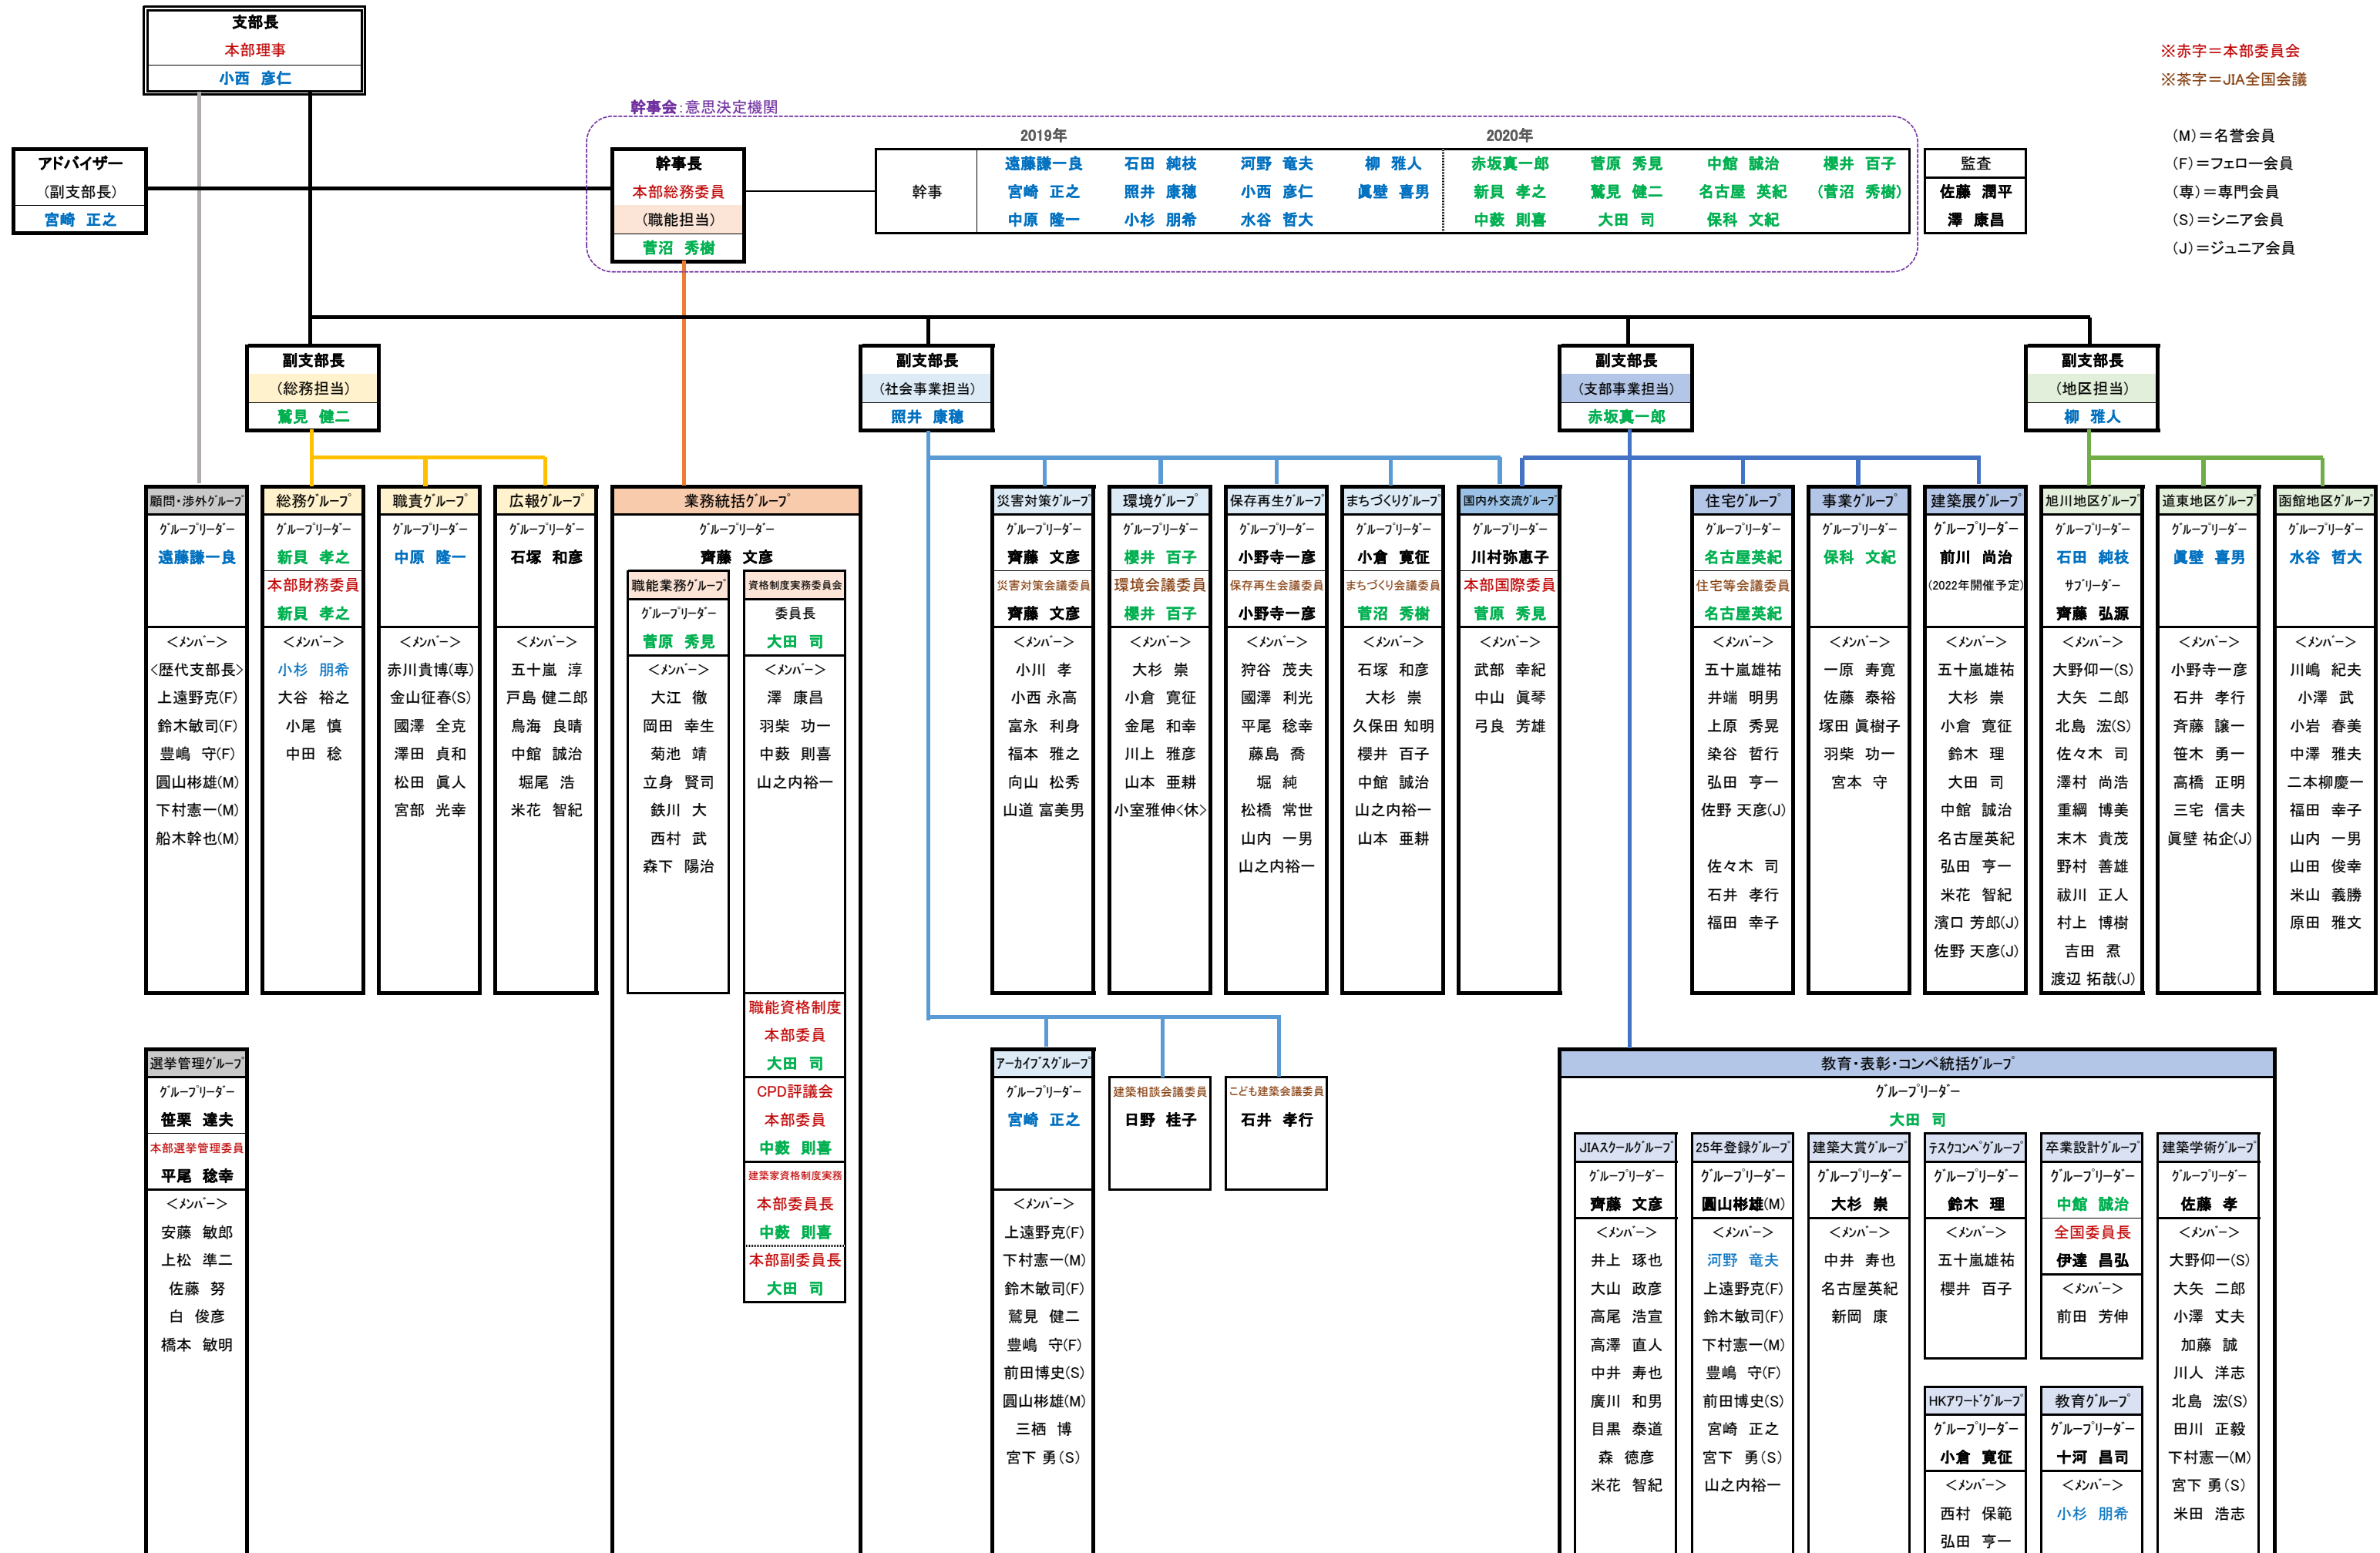 支部長
本部理事
小西 彦仁
※赤字＝本部委員会
※茶字＝JIA全国会議
(M)＝名誉会員
(F)＝フェロー会員
(専)＝専門会員
(S)＝シニア会員
(J)＝ジュニア会員
アドバイザー
(副支部長)
宮崎 正之
幹事会：意思決定機関
幹事長
本部総務委員
(職能担当)
菅沼 秀樹
幹事
2019年
2020年
遠藤謙一良 石田 純枝 河野 竜夫 柳 雅人 赤坂真一郎 菅原 秀見 中舘 誠治 櫻井 百子
宮崎 正之 照井 康穂 小西 彦仁 眞壁 喜男 新貝 孝之 鷲見 健二 名古屋 英紀 (菅沼 秀樹)
中原 隆一 小杉 朋希 水谷 哲大 中薮 則喜 大田 司 保科 文紀
監査
佐藤 潤平
澤 康昌
副支部長
(総務担当)
鷲見 健二
副支部長
(社会事業担当)
照井 康穂
副支部長
(支部事業担当)
赤坂真一郎
副支部長
(地区担当)
柳 雅人
顧問・渉外グループ
グループリーダー
遠藤謙一良
＜メンバー＞
<歴代支部長>
上遠野克(F)
鈴木敏司(F)
豊嶋 守(F)
圓山彬雄(M)
下村憲一(M)
船木幹也(M)
総務グループ
グループリーダー
新貝 孝之
本部財務委員
新貝 孝之
＜メンバー＞
小杉 朋希
大谷 裕之
小尾 慎
中田 稔
職責グループ
グループリーダー
中原 隆一
＜メンバー＞
赤川貴博(専)
金山征春(S)
國澤 全克
澤田 貞和
松田 眞人
宮部 光幸
広報グループ
グループリーダー
石塚 和彦
＜メンバー＞
五十嵐 淳
戸島 健二郎
鳥海 良晴
中舘 誠治
堀尾 浩
米花 智紀
業務統括グループ
グループリーダー
齊藤 文彦
職能業務グループ
グループリーダー
菅原 秀見
＜メンバー＞
大江 徹
岡田 幸生
菊池 靖
立身 賢司
鉄川 大
西村 武
森下 陽治
資格制度実務委員会
委員長
大田 司
＜メンバー＞
澤 康昌
羽柴 功一
中薮 則喜
山之内裕一
職能資格制度
本部委員
大田 司
CPD評議会
本部委員
中薮 則喜
建築家資格制度実務
本部委員長
中薮 則喜
本部副委員長
大田 司
災害対策グループ
グループリーダー
齊藤 文彦
災害対策会議委員
齊藤 文彦
＜メンバー＞
小川 孝
小西 永高
富永 利身
福本 雅之
向山 松秀
山道 富美男
環境グループ
グループリーダー
櫻井 百子
環境会議委員
櫻井 百子
＜メンバー＞
大杉 崇
小倉 寛征
金尾 和幸
川上 雅彦
山本 亜耕
小室雅伸<休>
保存再生グループ
グループリーダー
小野寺一彦
保存再生会議委員
小野寺一彦
＜メンバー＞
狩谷 茂夫
國澤 利光
平尾 稔幸
藤島 喬
堀 純
松橋 常世
山内 一男
山之内裕一
まちづくりグループ
グループリーダー
小倉 寛征
まちづくり会議委員
菅沼 秀樹
＜メンバー＞
石塚 和彦
大杉 崇
久保田 知明
櫻井 百子
中舘 誠治
山之内裕一
山本 亜耕
国内外交流グループ
グループリーダー
川村弥恵子
本部国際委員
菅原 秀見
＜メンバー＞
武部 幸紀
中山 眞琴
弓良 芳雄
住宅グループ
グループリーダー
名古屋英紀
住宅等会議委員
名古屋英紀
＜メンバー＞
五十嵐雄祐
井端 明男
上原 秀晃
染谷 哲行
弘田 亨一
佐野 天彦(J)
佐々木 司
石井 孝行
福田 幸子
事業グループ
グループリーダー
保科 文紀
＜メンバー＞
一原 寿寛
佐藤 泰裕
塚田 眞樹子
羽柴 功一
宮本 守
建築展グループ
グループリーダー
前川 尚治
(2022年開催予定)
＜メンバー＞
五十嵐雄祐
大杉 崇
小倉 寛征
鈴木 理
大田 司
中舘 誠治
名古屋英紀
弘田 亨一
米花 智紀
濱口 芳郎(J)
佐野 天彦(J)
旭川地区グループ
グループリーダー
石田 純枝
サブリーダー
齊藤 弘源
＜メンバー＞
大野仰一(S)
大矢 二郎
北島 浤(S)
佐々木 司
澤村 尚浩
重綱 博美
末木 貴茂
野村 善雄
祓川 正人
村上 博樹
吉田 焄
渡辺 拓哉(J)
道東地区グループ
グループリーダー
眞壁 喜男
＜メンバー＞
小野寺一彦
石井 孝行
斉藤 譲一
笹木 勇一
高橋 正明
三宅 信夫
眞壁 祐企(J)
函館地区グループ
グループリーダー
水谷 哲大
＜メンバー＞
川嶋 紀夫
小澤 武
小岩 春美
中澤 雅夫
二本柳慶一
福田 幸子
山内 一男
山田 俊幸
米山 義勝
原田 雅文
選挙管理グループ
グループリーダー
笹栗 達夫
本部選挙管理委員
平尾 稔幸
＜メンバー＞
安藤 敏郎
上松 準二
佐藤 努
白 俊彦
橋本 敏明
アーカイブスグループ
グループリーダー
宮崎 正之
＜メンバー＞
上遠野克(F)
下村憲一(M)
鈴木敏司(F)
鷲見 健二
豊嶋 守(F)
前田博史(S)
圓山彬雄(M)
三栖 博
宮下 勇(S)
建築相談会議委員
日野 桂子
こども建築会議委員
石井 孝行
教育・表彰・コンペ統括グループ
グループリーダー
大田 司
JIAスクールグループ
グループリーダー
齊藤 文彦
＜メンバー＞
井上 琢也
大山 政彦
高尾 浩宣
高澤 直人
中井 寿也
廣川 和男
目黒 泰道
森 徳彦
米花 智紀
25年登録グループ
グループリーダー
圓山彬雄(M)
＜メンバー＞
河野 竜夫
上遠野克(F)
鈴木敏司(F)
下村憲一(M)
豊嶋 守(F)
前田博史(S)
宮崎 正之
宮下 勇(S)
山之内裕一
建築大賞グループ
グループリーダー
大杉 崇
＜メンバー＞
中井 寿也
名古屋英紀
新岡 康
テスクコンペグループ
グループリーダー
鈴木 理
＜メンバー＞
五十嵐雄祐
櫻井 百子
HKアワードグループ
グループリーダー
小倉 寛征
＜メンバー＞
西村 保範
弘田 亨一
卒業設計グループ
グループリーダー
中舘 誠治
全国委員長
伊達 昌弘
＜メンバー＞
前田 芳伸
教育グループ
グループリーダー
十河 昌司
＜メンバー＞
小杉 朋希
建築学術グループ
グループリーダー
佐藤 孝
＜メンバー＞
大野仰一(S)
大矢 二郎
小澤 丈夫
加藤 誠
川人 洋志
北島 浤(S)
田川 正毅
下村憲一(M)
宮下 勇(S)
米田 浩志